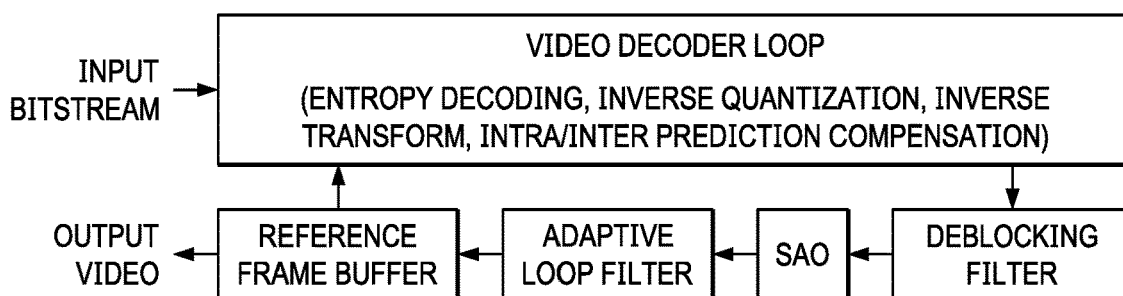 INPUT
BITSTREAM
VIDEO DECODER LOOP
(ENTROPY DECODING, INVERSE QUANTIZATION, INVERSE
TRANSFORM, INTRA/INTER PREDICTION COMPENSATION)
OUTPUT
VIDEO
REFERENCE
FRAME BUFFER
ADAPTIVE
LOOP FILTER
SAO
DEBLOCKING
FILTER